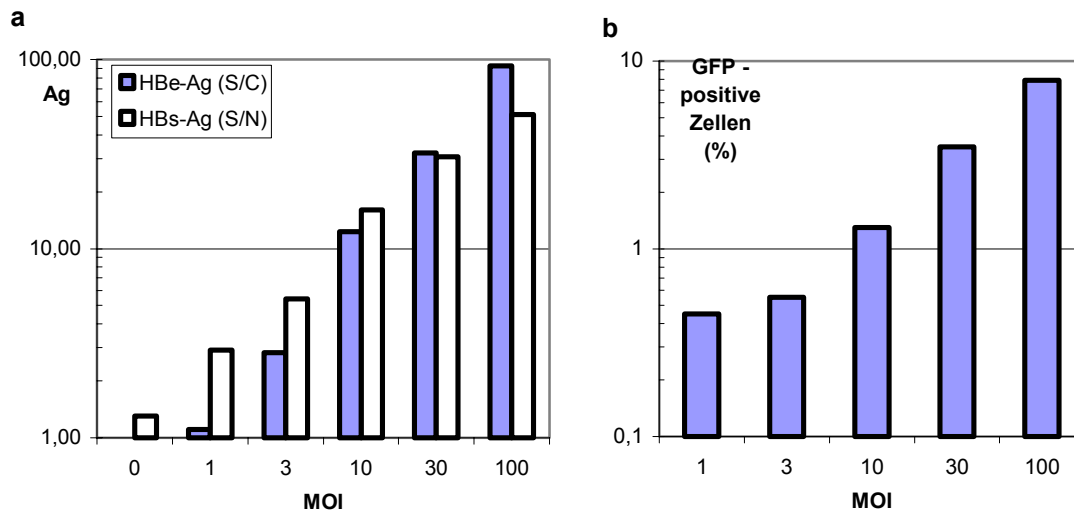 a
100,00
Ag
10,00
1,00
HBe-Ag (S/C)
HBs-Ag (S/N)
0 1 3 10 30 100
MOI
b
10
1
0,1
GFP -
positive
Zellen
(%)
1 3 10 30 100
MOI